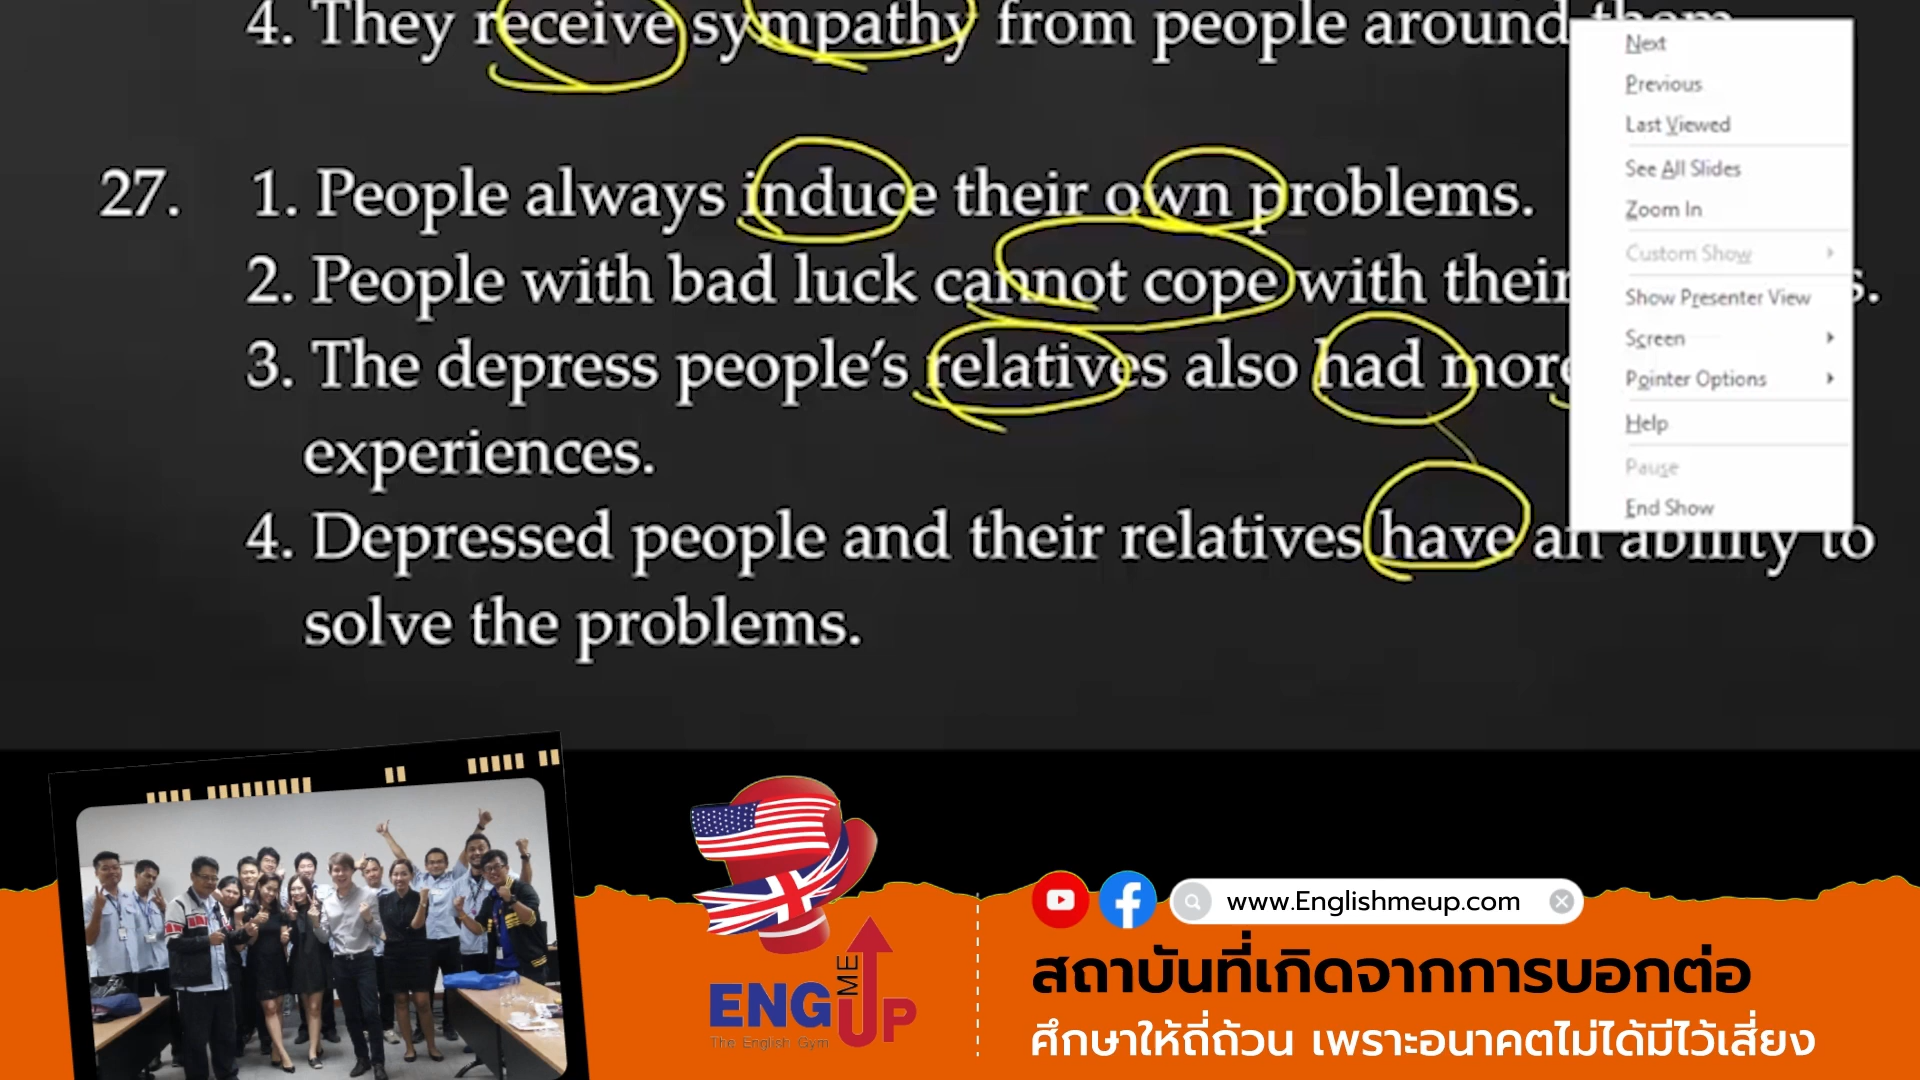 4. They receive sympathy from people around them
27. 1. People always induce their own problems.
2. People with bad luck cannot cope with their s.
3. The depress people's relatives also had more
experiences.
4. Depressed people and their relatives have an ability to
solve the problems.
Next
Previous
Last Viewed
See All Slides
Zoom In
Custom Show
Show Presenter View
Screen
Pointer Options
Help
Pause
End Show
ENG ME UP
The English Gym
www.Englishmeup.com
สถาบันที่เกิดจากการบอกต่อ
ศึกษาให้ถี่ถ้วน เพราะอนาคตไม่ได้มีไว้เสี่ยง